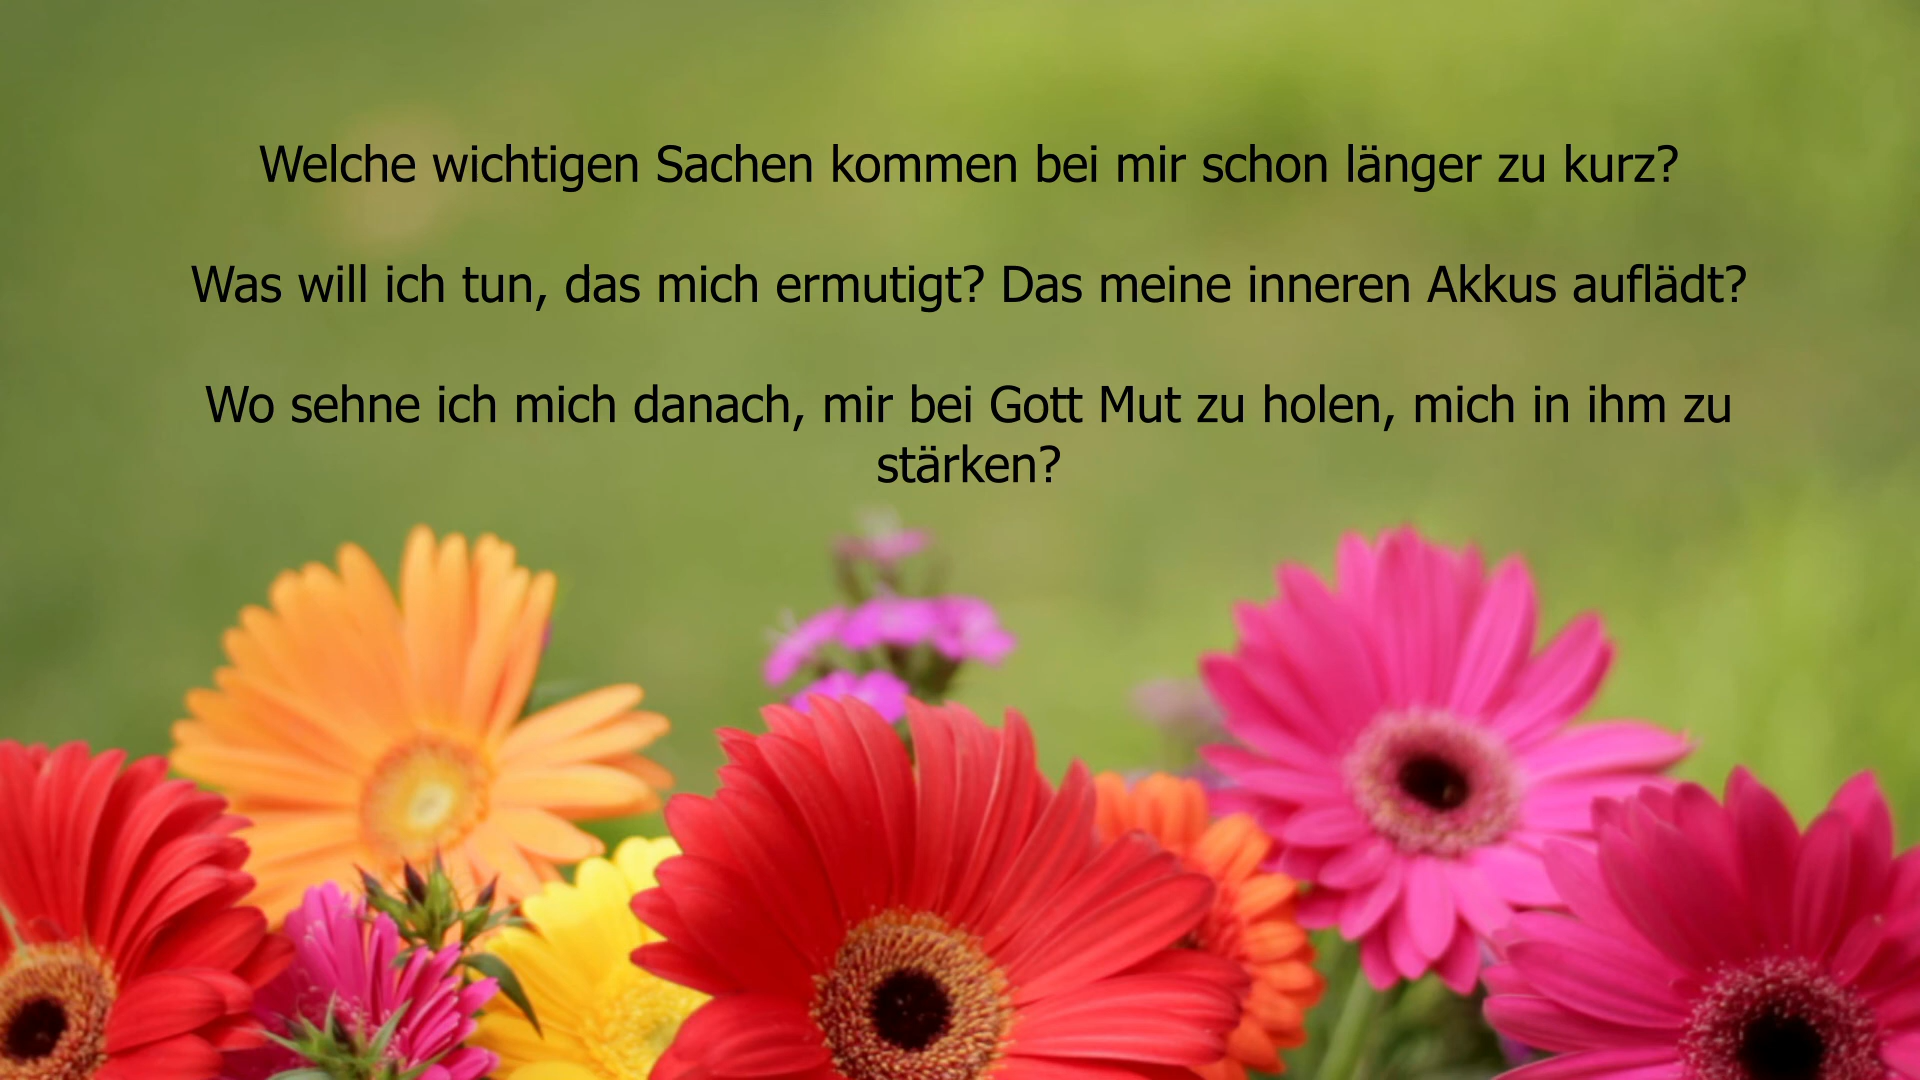 Welche wichtigen Sachen kommen bei mir schon länger zu kurz?
Was will ich tun, das mich ermutigt? Das meine inneren Akkus auflädt?
Wo sehne ich mich danach, mir bei Gott Mut zu holen, mich in ihm zu
stärken?